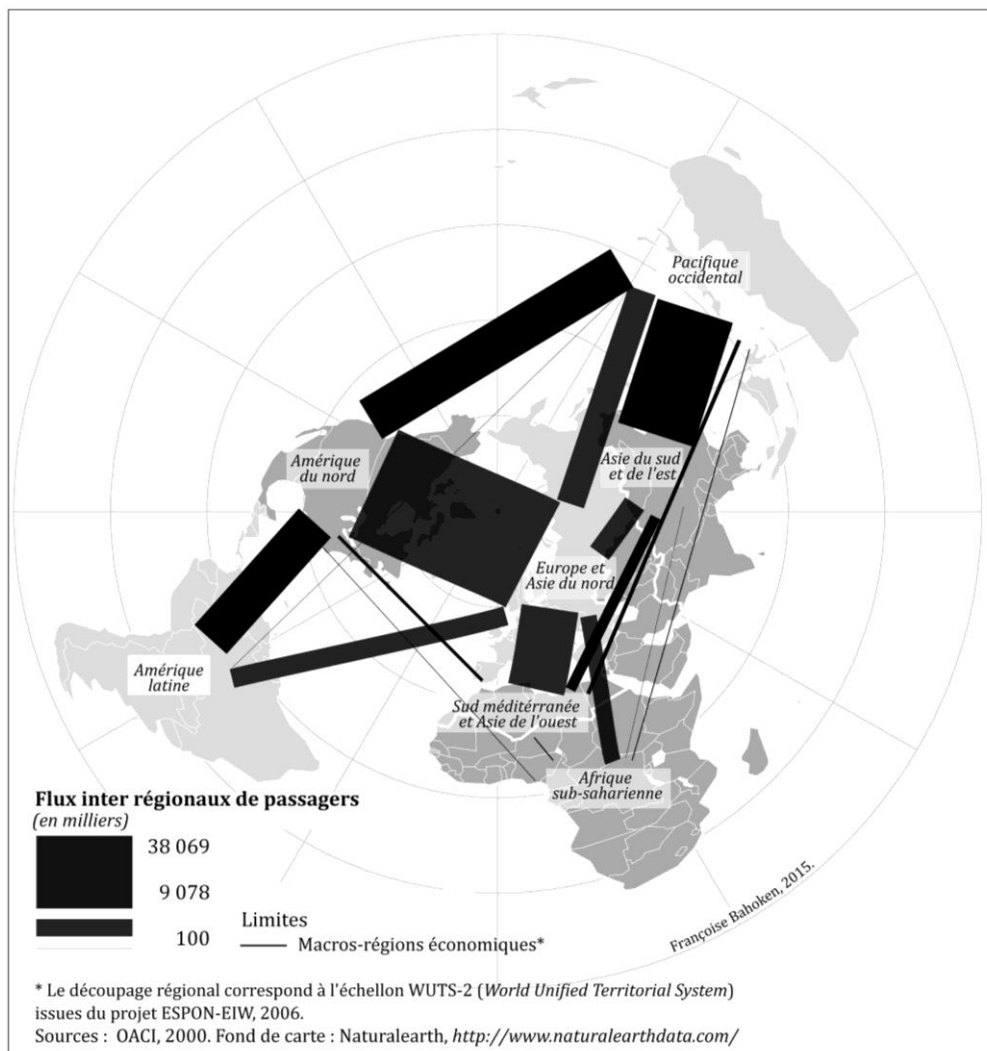 Pacifique
occidental
Amérique
du nord
Asie du sud
et de l'est
Europe et
Asie du nord
Amérique
latine
Sud méditérranée
et Asie de l'ouest
Afrique
sub-saharienne
Flux inter régionaux de passagers
(en milliers)
38 069
9 078
100
Limites
Macros-régions économiques*
Françoise Bahoken, 2015.
* Le découpage régional correspond à l'échellon WUTS-2 (World Unified Territorial System)
issues du projet ESPON-EIW, 2006.
Sources : OACI, 2000. Fond de carte : Naturalearth, http://www.naturalearthdata.com/